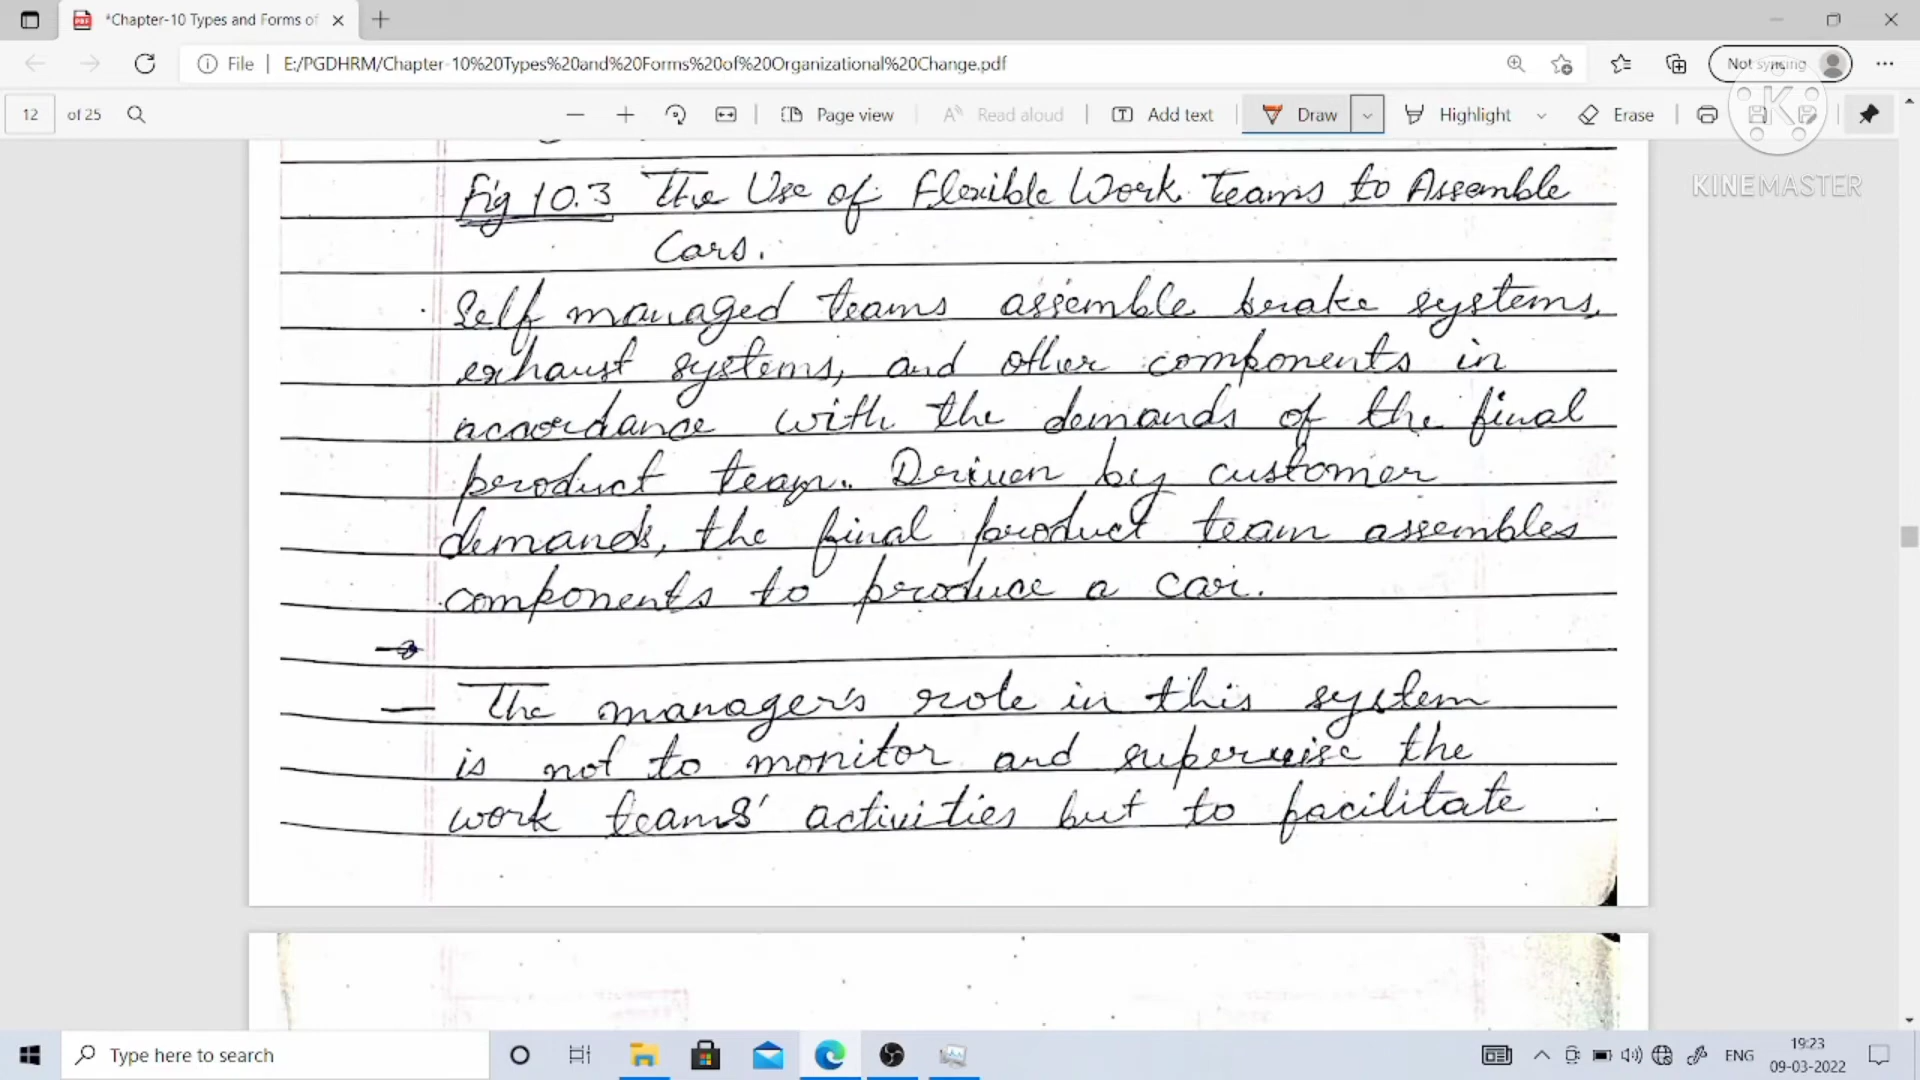 *Chapter-10 Types and Forms of
File | E:/PGDHRM/Chapter-10%20Types%20and%20Forms%20of%20Organizational%20Change.pdf
Not syncing
12 of 25
Page view
Read aloud
Add text
Draw
Highlight
Erase
KINEMASTER
Fig 10.3 The Use of Flexible Work Teams to Assemble
Cars.
Self managed teams assemble brake systems,
exhaust systems, and other components in
accordance with the demands of the final
product team. Driven by customer
demands, the final product team assembles
components to produce a car.
The manager's role in this system
is not to monitor and supervise the
work teams' activities but to facilitate
Type here to search
ENG
19:23
09-03-2022